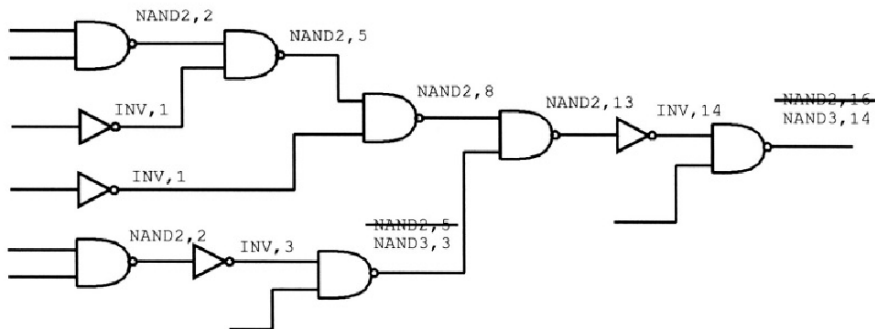 NAND2,2
NAND2,5
INV,1
NAND2,8
NAND2,13
INV,14
NAND2,16
NAND3,14
INV,1
NAND2,2
INV,3
NAND2,5
NAND3,3